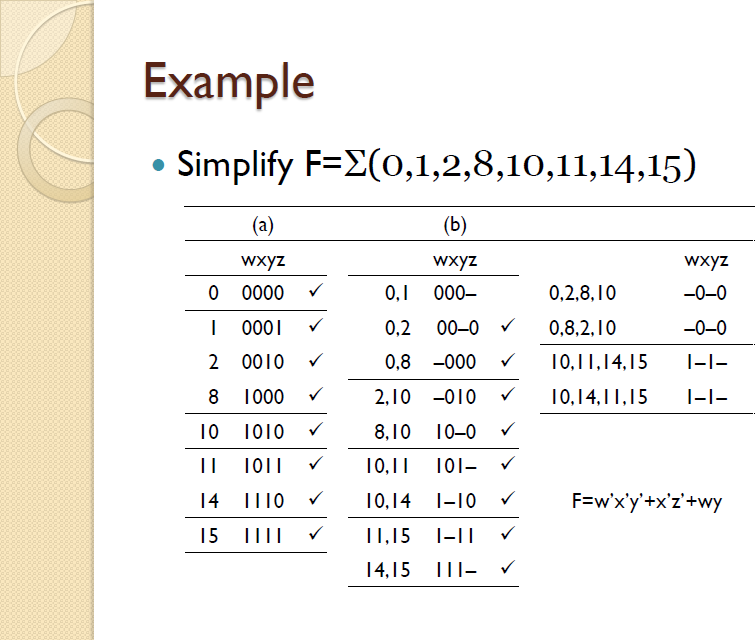 Example
• Simplify F=Σ(0,1,2,8,10,11,14,15)
(a) (b)
wxyz wxyz wxyz
0 0000 ✓ 0,1 000– 0,2,8,10 –0–0
1 0001 ✓ 0,2 00–0 ✓ 0,8,2,10 –0–0
2 0010 ✓ 0,8 –000 ✓ 10,11,14,15 1–1–
8 1000 ✓ 2,10 –010 ✓ 10,14,11,15 1–1–
10 1010 ✓ 8,10 10–0 ✓
11 1011 ✓ 10,11 101– ✓
14 1110 ✓ 10,14 1–10 ✓ F=w’x’y’+x’z’+wy
15 1111 ✓ 11,15 1–11 ✓
14,15 111– ✓